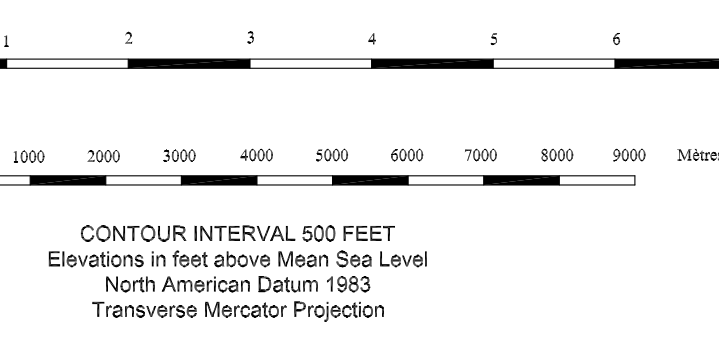 1 2 3 4 5 6
1000 2000 3000 4000 5000 6000 7000 8000 9000 Mètres
CONTOUR INTERVAL 500 FEET
Elevations in feet above Mean Sea Level
North American Datum 1983
Transverse Mercator Projection